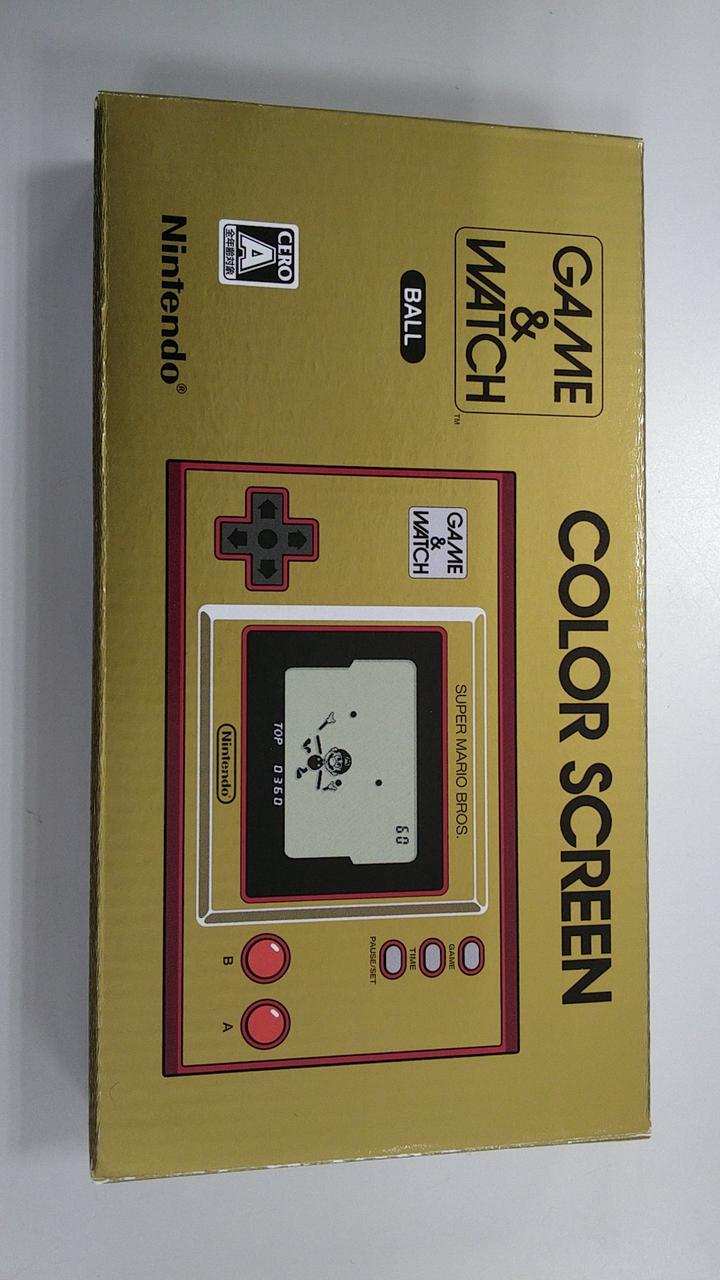 GAME
&
WATCH
™
BALL
CERO
A
全年齢対象
Nintendo®
COLOR SCREEN
GAME
&
WATCH
SUPER MARIO BROS.
60
TOP 0360
Nintendo®
GAME
TIME
PAUSE/SET
B
A